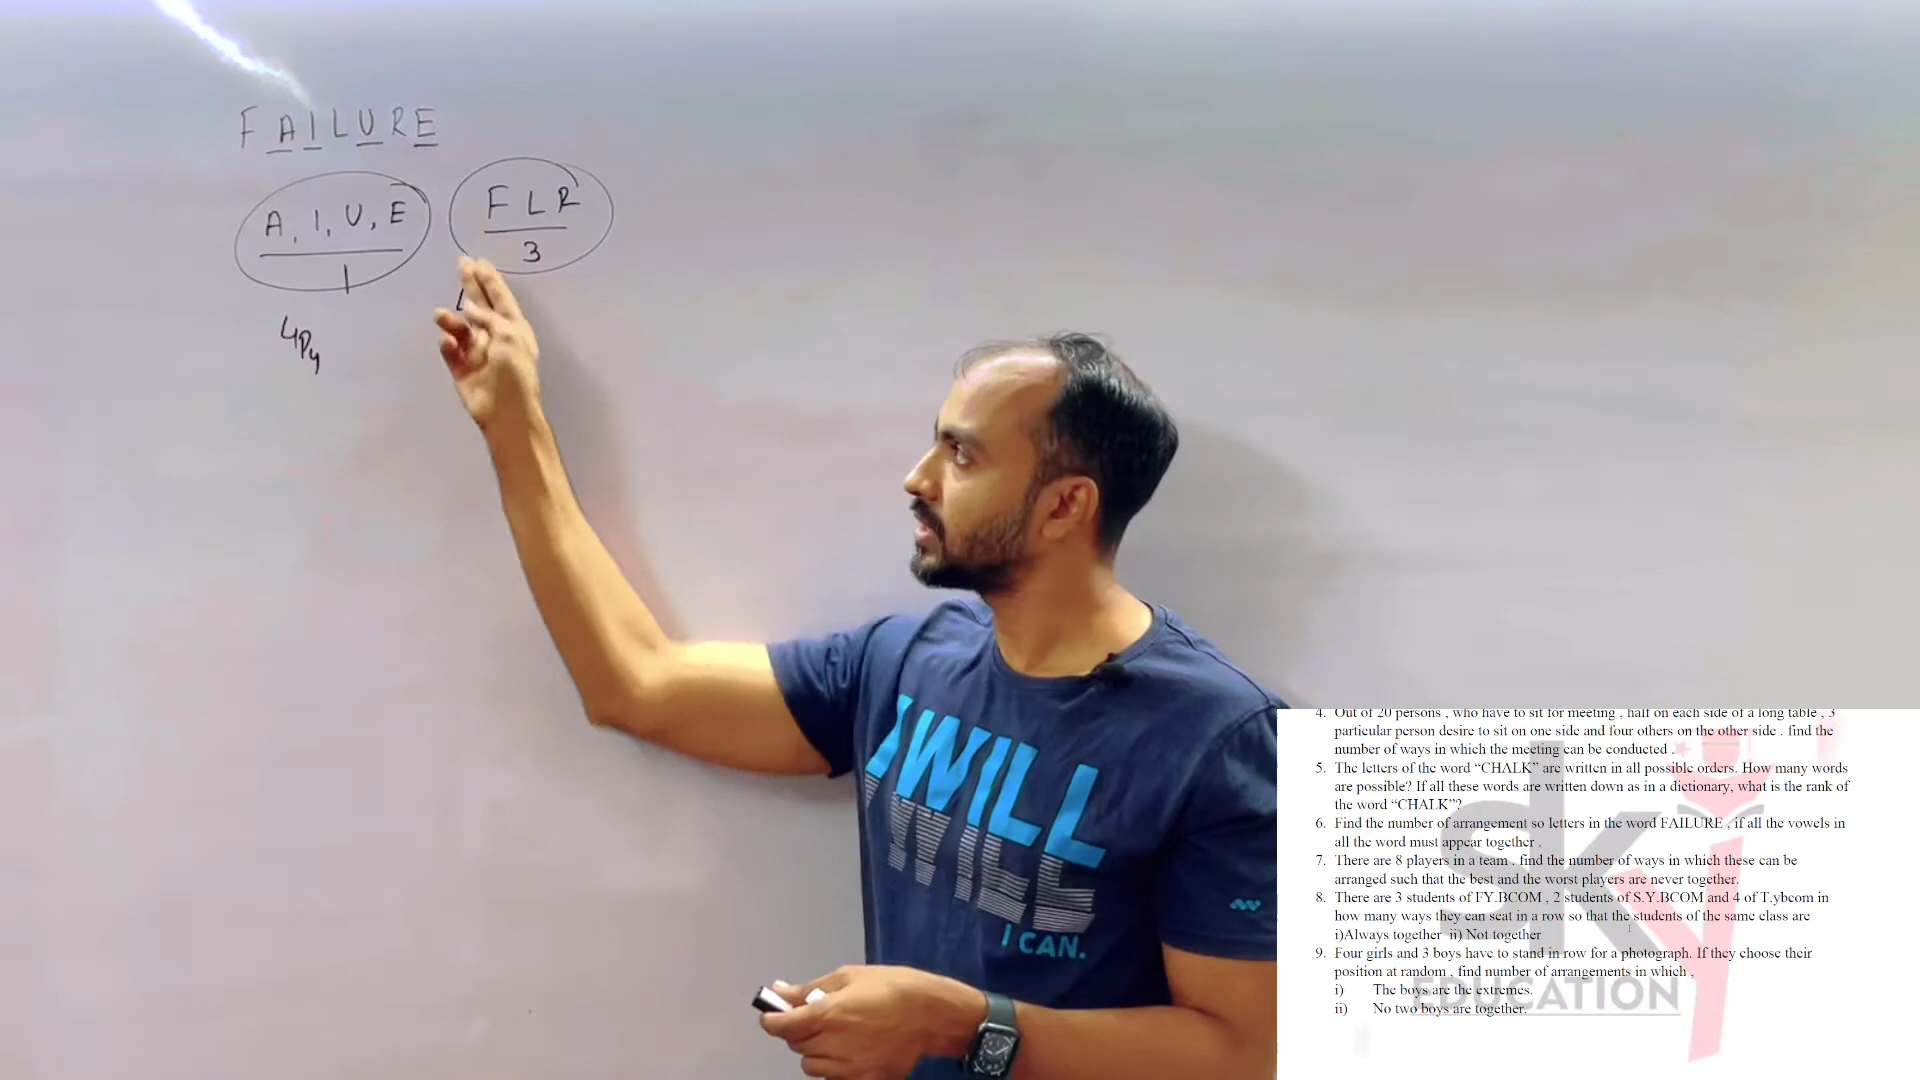 FAILURE
A, I, U, E
1
F L R
3
4P4
I WILL
I CAN.
4. Out of 20 persons , who have to sit for meeting , half on each side of a long table , 3
particular person desire to sit on one side and four others on the other side . find the
number of ways in which the meeting can be conducted .
5. The letters of the word “CHALK” are written in all possible orders. How many words
are possible? If all these words are written down as in a dictionary, what is the rank of
the word “CHALK”?
6. Find the number of arrangement so letters in the word FAILURE , if all the vowels in
all the word must appear together .
7. There are 8 players in a team . find the number of ways in which these can be
arranged such that the best and the worst players are never together.
8. There are 3 students of FY.BCOM , 2 students of S.Y.BCOM and 4 of T.ybcom in
how many ways they can seat in a row so that the students of the same class are
i)Always together ii) Not together
9. Four girls and 3 boys have to stand in row for a photograph. If they choose their
position at random , find number of arrangements in which ,
i) The boys are the extremes.
ii) No two boys are together.
sky
EDUCATION